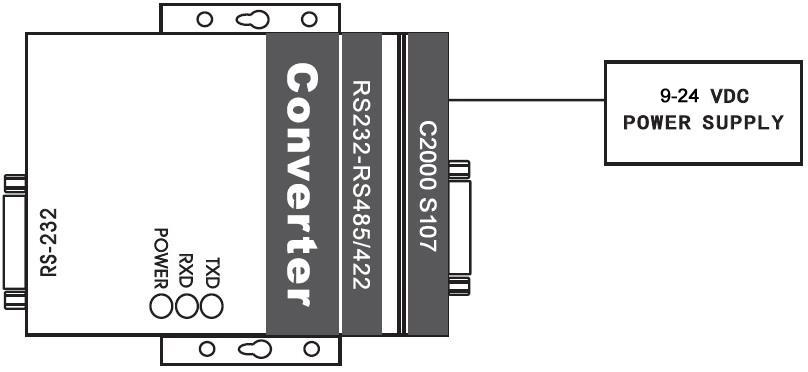 RS-232
POWER
RXD
TXD
Converter
RS232-RS485/422
C2000 S107
9-24 VDC
POWER SUPPLY